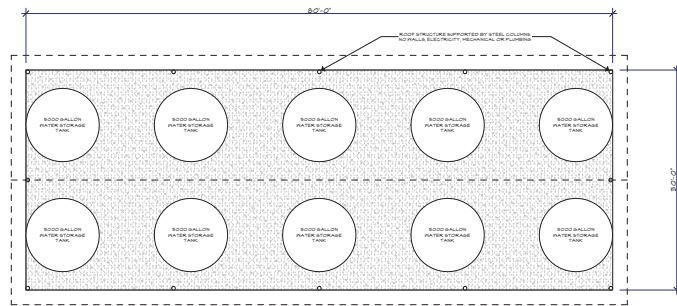 80'-0"
ROOF STRUCTURE SUPPORTED BY STEEL COLUMNS
NO WALLS, ELECTRICITY, MECHANICAL OR PLUMBING
5000 GALLON
WATER STORAGE
TANK
5000 GALLON
WATER STORAGE
TANK
5000 GALLON
WATER STORAGE
TANK
5000 GALLON
WATER STORAGE
TANK
5000 GALLON
WATER STORAGE
TANK
30'-0"
5000 GALLON
WATER STORAGE
TANK
5000 GALLON
WATER STORAGE
TANK
5000 GALLON
WATER STORAGE
TANK
5000 GALLON
WATER STORAGE
TANK
5000 GALLON
WATER STORAGE
TANK